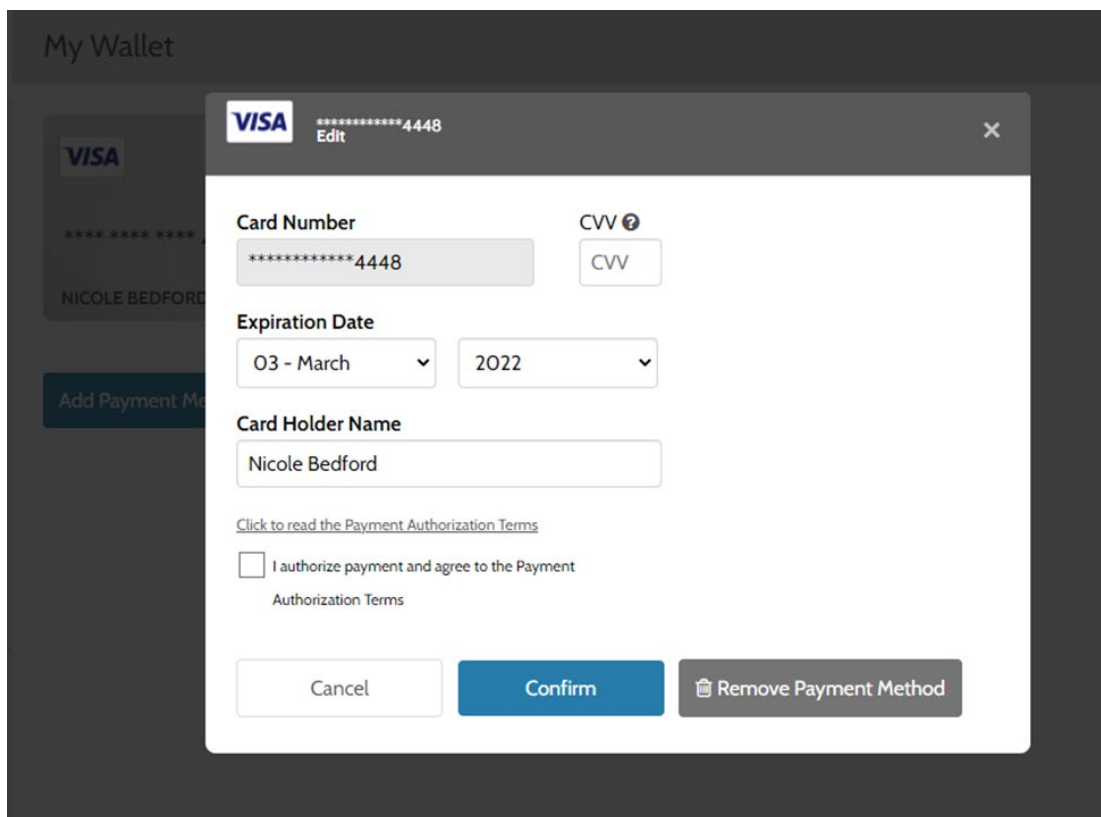 My Wallet
VISA
************4448
Edit
×
VISA
**** **** ****
NICOLE BEDFORD
Add Payment Me
Card Number
CVV ?
************4448
CVV
Expiration Date
03 - March
2022
Card Holder Name
Nicole Bedford
Click to read the Payment Authorization Terms
I authorize payment and agree to the Payment
Authorization Terms
Cancel
Confirm
Remove Payment Method